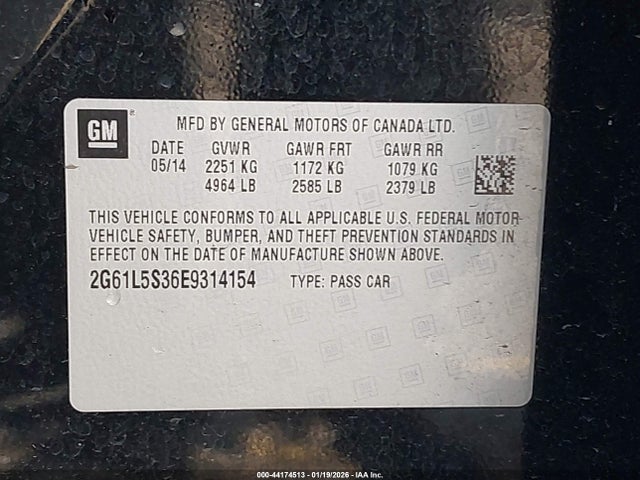 GM
MFD BY GENERAL MOTORS OF CANADA LTD.
DATE GVWR GAWR FRT GAWR RR
05/14 2251 KG 1172 KG 1079 KG
4964 LB 2585 LB 2379 LB
THIS VEHICLE CONFORMS TO ALL APPLICABLE U.S. FEDERAL MOTOR
VEHICLE SAFETY, BUMPER, AND THEFT PREVENTION STANDARDS IN
EFFECT ON THE DATE OF MANUFACTURE SHOWN ABOVE.
2G61L5S36E9314154 TYPE: PASS CAR
000-44174513 - 01/19/2026 - IAA Inc.